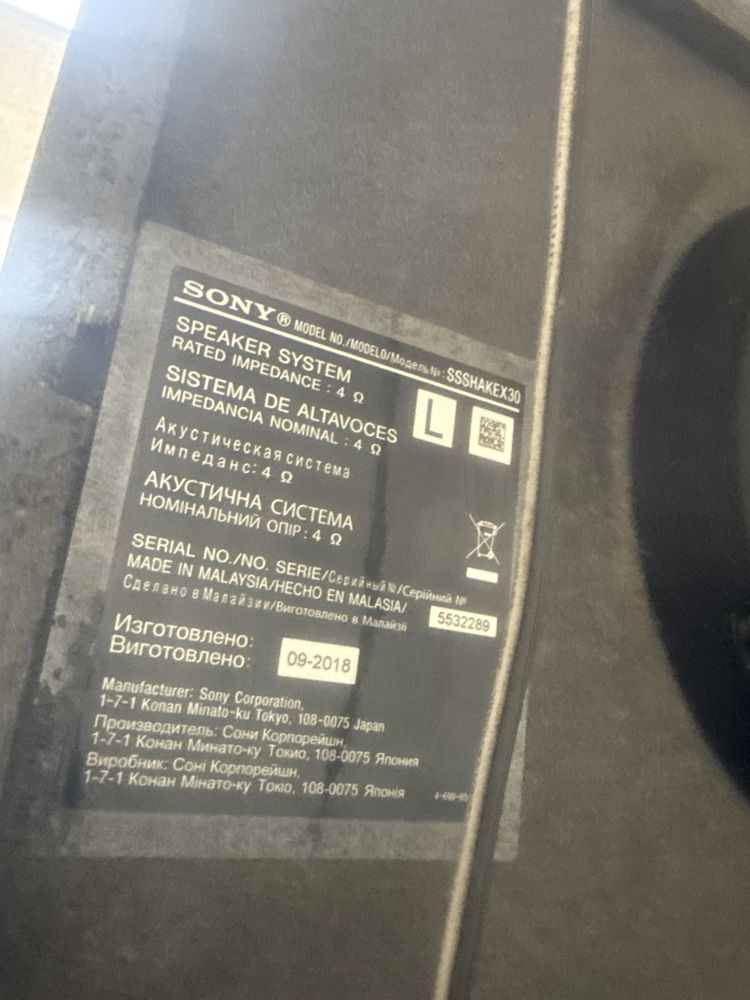 SONY® MODEL NO./MODELO/Модель №: SSSHAKEX30
SPEAKER SYSTEM
RATED IMPEDANCE : 4 Ω
SISTEMA DE ALTAVOCES
IMPEDANCIA NOMINAL : 4 Ω
L
Акустическая система
Импеданс: 4 Ω
АКУСТИЧНА СИСТЕМА
НОМІНАЛЬНИЙ ОПІР: 4 Ω
SERIAL NO./NO. SERIE/Серийный №/Серійний №
MADE IN MALAYSIA/HECHO EN MALASIA/
Сделано в Малайзии/Виготовлено в Малайзії
5532289
Изготовлено:
Виготовлено:
09-2018
Manufacturer: Sony Corporation,
1-7-1 Konan Minato-ku Tokyo, 108-0075 Japan
Производитель: Сони Корпорейшн,
1-7-1 Конан Минато-ку Токио, 108-0075 Япония
Виробник: Соні Корпорейшн,
1-7-1 Конан Мінато-ку Токіо, 108-0075 Японія